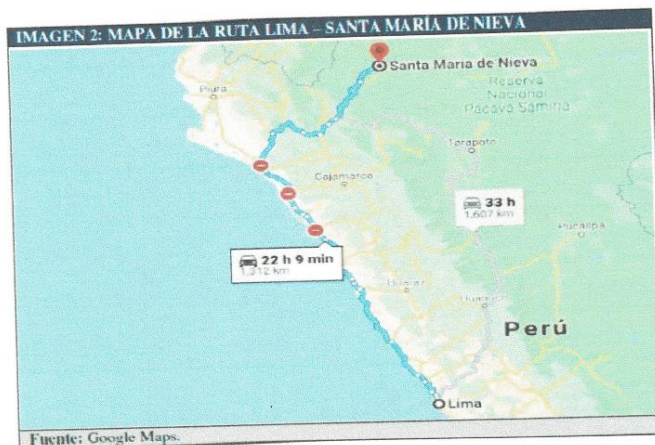 IMAGEN 2: MAPA DE LA RUTA LIMA – SANTA MARÍA DE NIEVA
Santa Maria de Nieva
Reserva
Nacional
Pacaya Samiria
Piura
Tarapoto
Cajamarca
33 h
1,607 km
Pucallpa
22 h 9 min
1,312 km
Huaraz
Huánuco
Perú
Lima
Fuente: Google Maps.